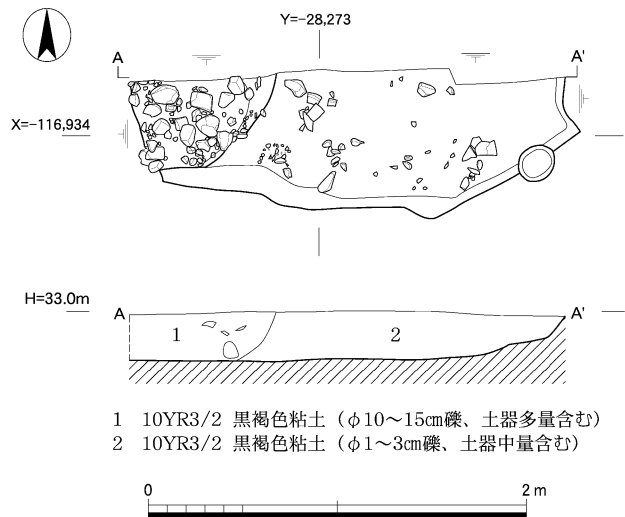 Y=-28,273
A A'
X=-116,934
H=33.0m
A A'
1 2
1 10YR3/2 黒褐色粘土（φ10～15㎝礫、土器多量含む）
2 10YR3/2 黒褐色粘土（φ1～3㎝礫、土器中量含む）
0 2 m